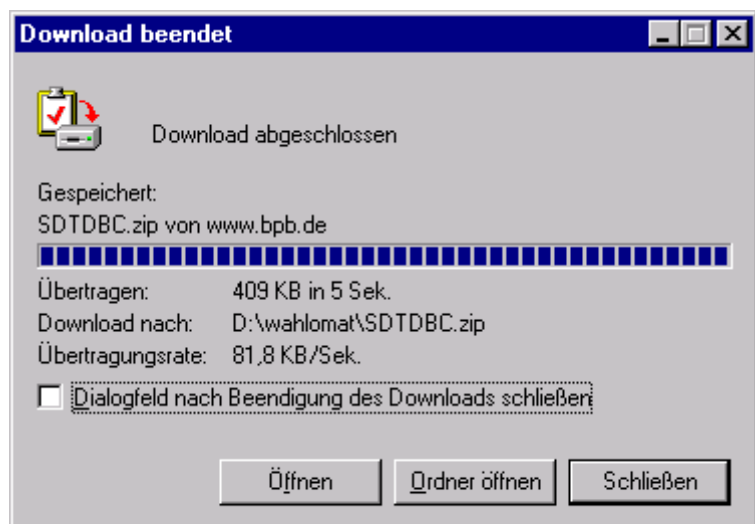 Download beendet
Download abgeschlossen
Gespeichert:
SDTDBC.zip von www.bpb.de
Übertragen: 409 KB in 5 Sek.
Download nach: D:\wahlomat\SDTDBC.zip
Übertragungsrate: 81,8 KB/Sek.
Dialogfeld nach Beendigung des Downloads schließen
Öffnen Ordner öffnen Schließen